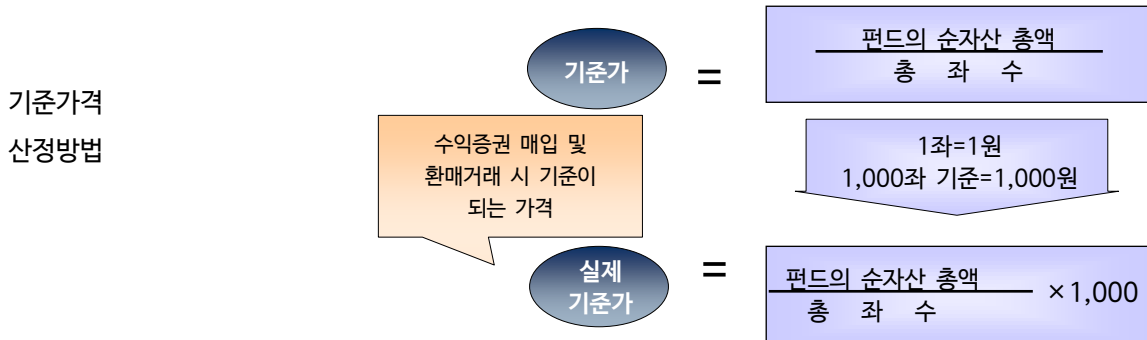 기준가격
산정방법
기준가
=
펀드의 순자산 총액
총 좌 수
수익증권 매입 및
환매거래 시 기준이
되는 가격
1좌=1원
1,000좌 기준=1,000원
실제
기준가
=
펀드의 순자산 총액
총 좌 수
×1,000